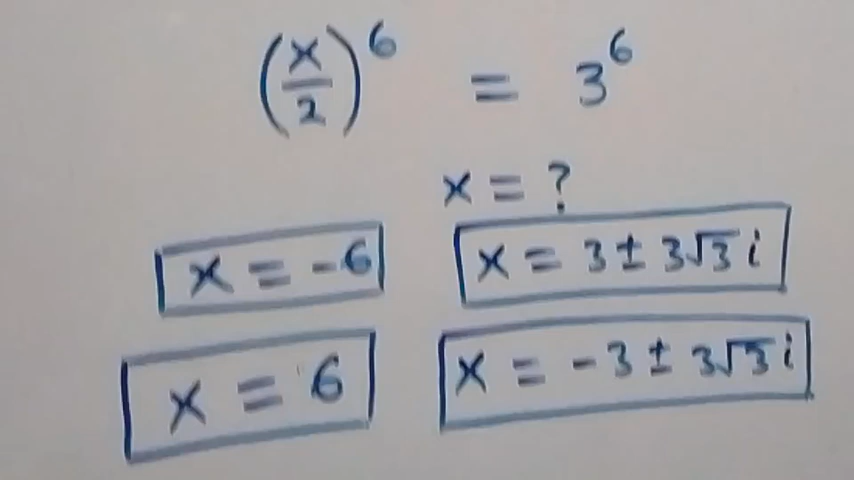 (x/2)^6 = 3^6
x = ?
x = -6
x = 3 ± 3√3 i
x = 6
x = -3 ± 3√3 i